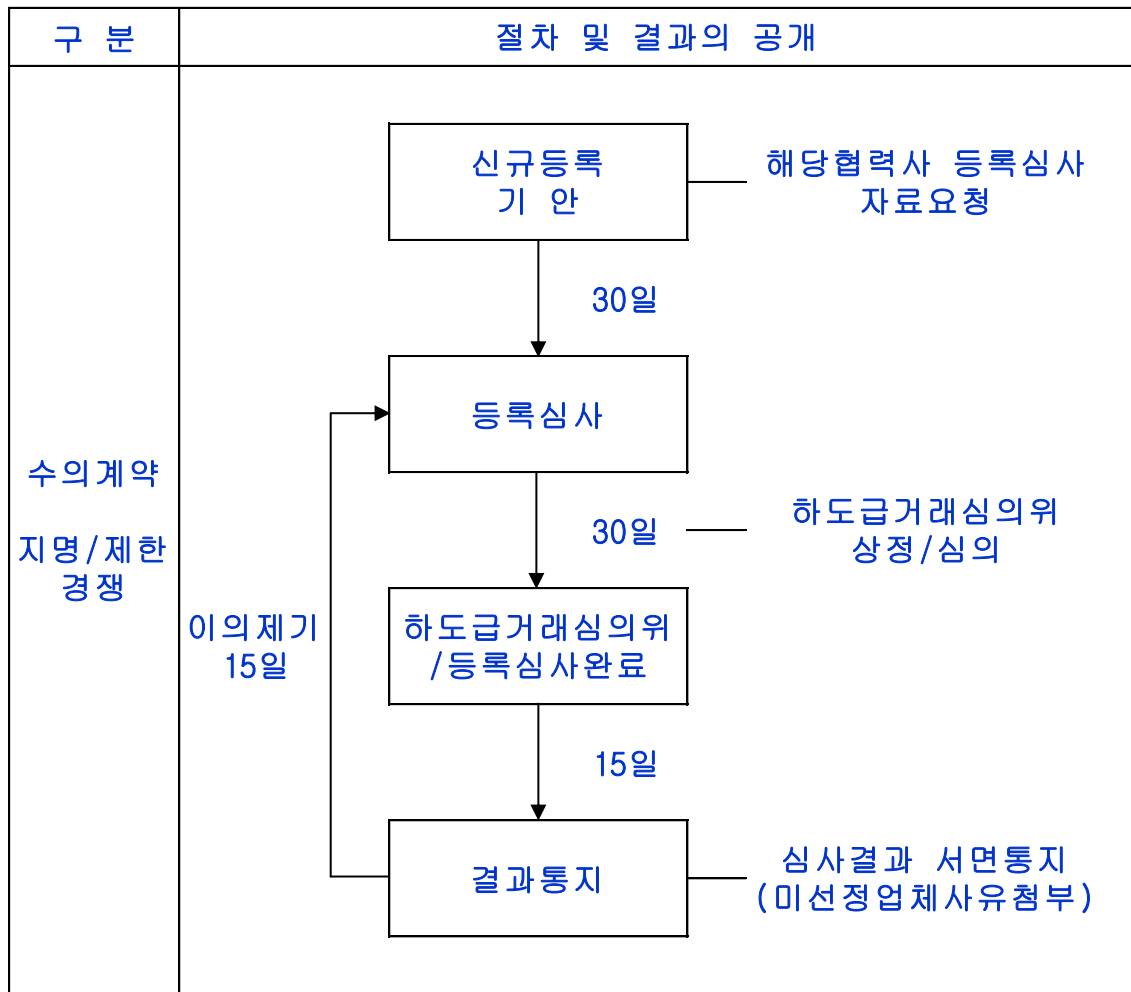 구 분
절차 및 결과의 공개
신규등록
기 안
해당협력사 등록심사
자료요청
30일
등록심사
수의계약
지명/제한
경쟁
30일
하도급거래심의위
상정/심의
이의제기
15일
하도급거래심의위
/등록심사완료
15일
결과통지
심사결과 서면통지
(미선정업체사유첨부)